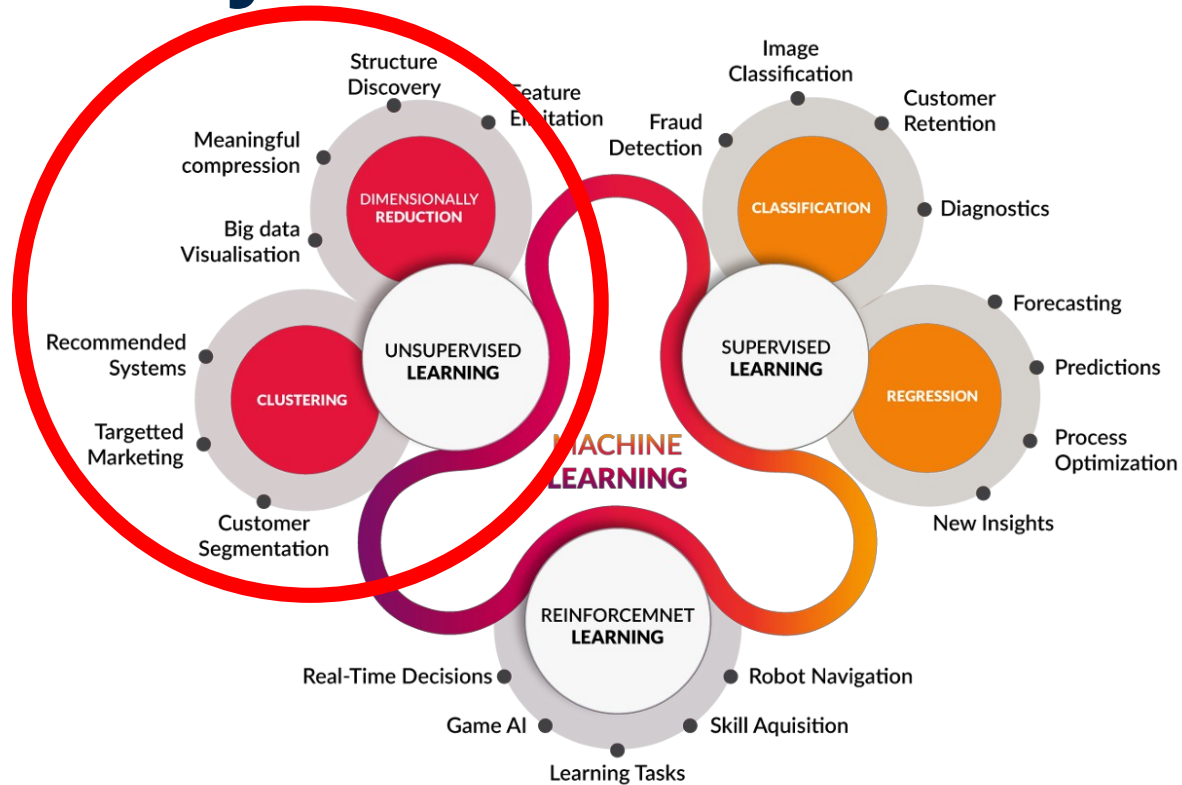 Structure
Discovery
Feature
Elicitation
Meaningful
compression
DIMENSIONALLY
REDUCTION
Big data
Visualisation
UNSUPERVISED
LEARNING
Recommended
Systems
CLUSTERING
Targetted
Marketing
Customer
Segmentation
Image
Classification
Customer
Retention
Fraud
Detection
CLASSIFICATION
Diagnostics
SUPERVISED
LEARNING
Forecasting
Predictions
REGRESSION
Process
Optimization
New Insights
MACHINE
LEARNING
REINFORCEMNET
LEARNING
Real-Time Decisions
Robot Navigation
Game AI
Skill Aquisition
Learning Tasks